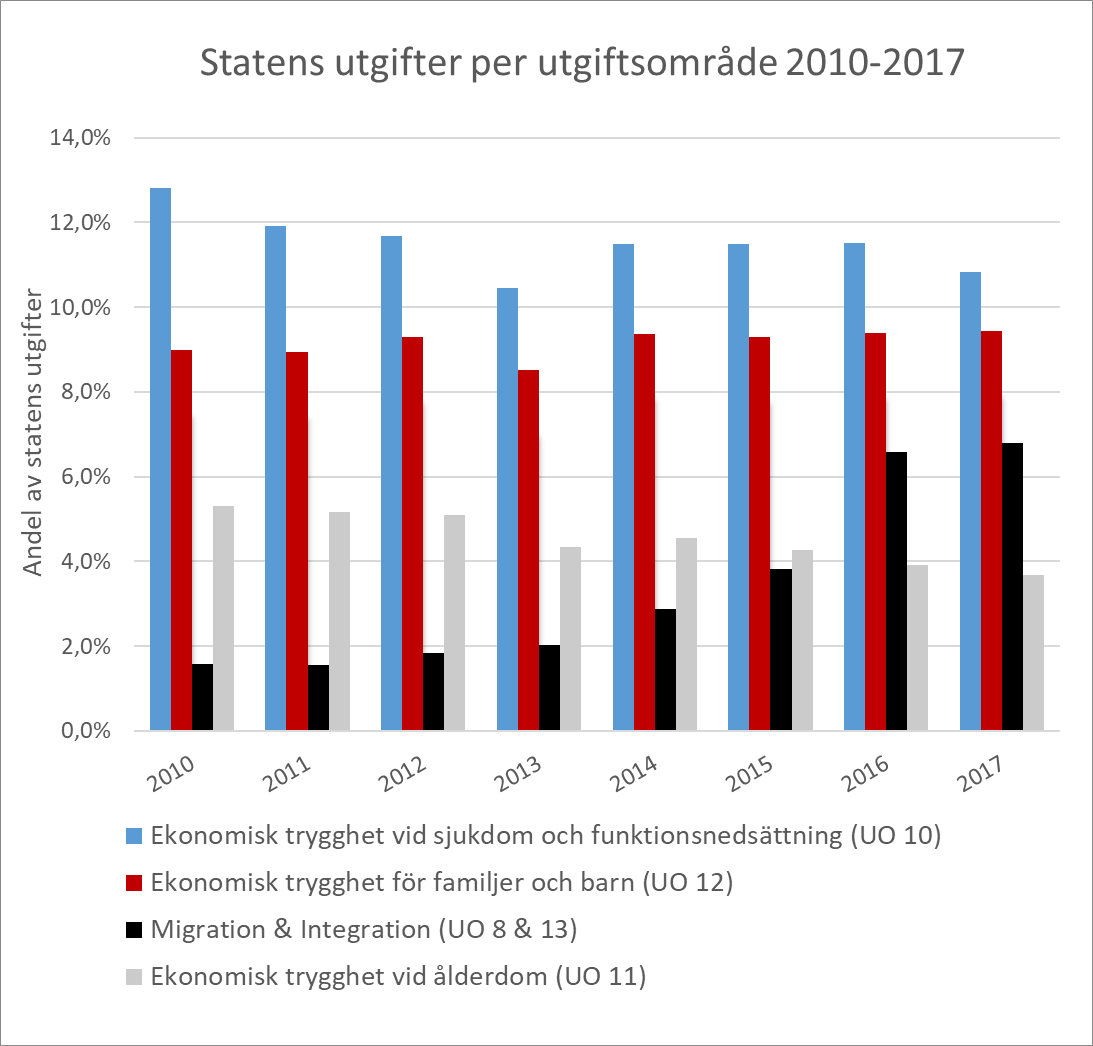 Statens utgifter per utgiftsområde 2010-2017
Andel av statens utgifter
14,0%
12,0%
10,0%
8,0%
6,0%
4,0%
2,0%
0,0%
2010
2011
2012
2013
2014
2015
2016
2017
Ekonomisk trygghet vid sjukdom och funktionsnedsättning (UO 10)
Ekonomisk trygghet för familjer och barn (UO 12)
Migration & Integration (UO 8 & 13)
Ekonomisk trygghet vid ålderdom (UO 11)